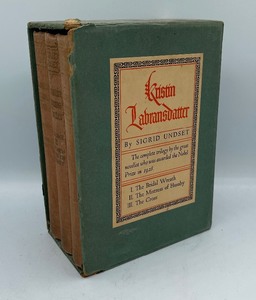 Kristin
Lavransdatter
By SIGRID UNDSET
The complete trilogy by the great
novelist who was awarded the Nobel
Prize in 1928
I. The Bridal Wreath
II. The Mistress of Husaby
III. The Cross